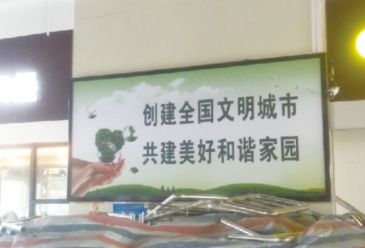 创建全国文明城市
共建美好和谐家园